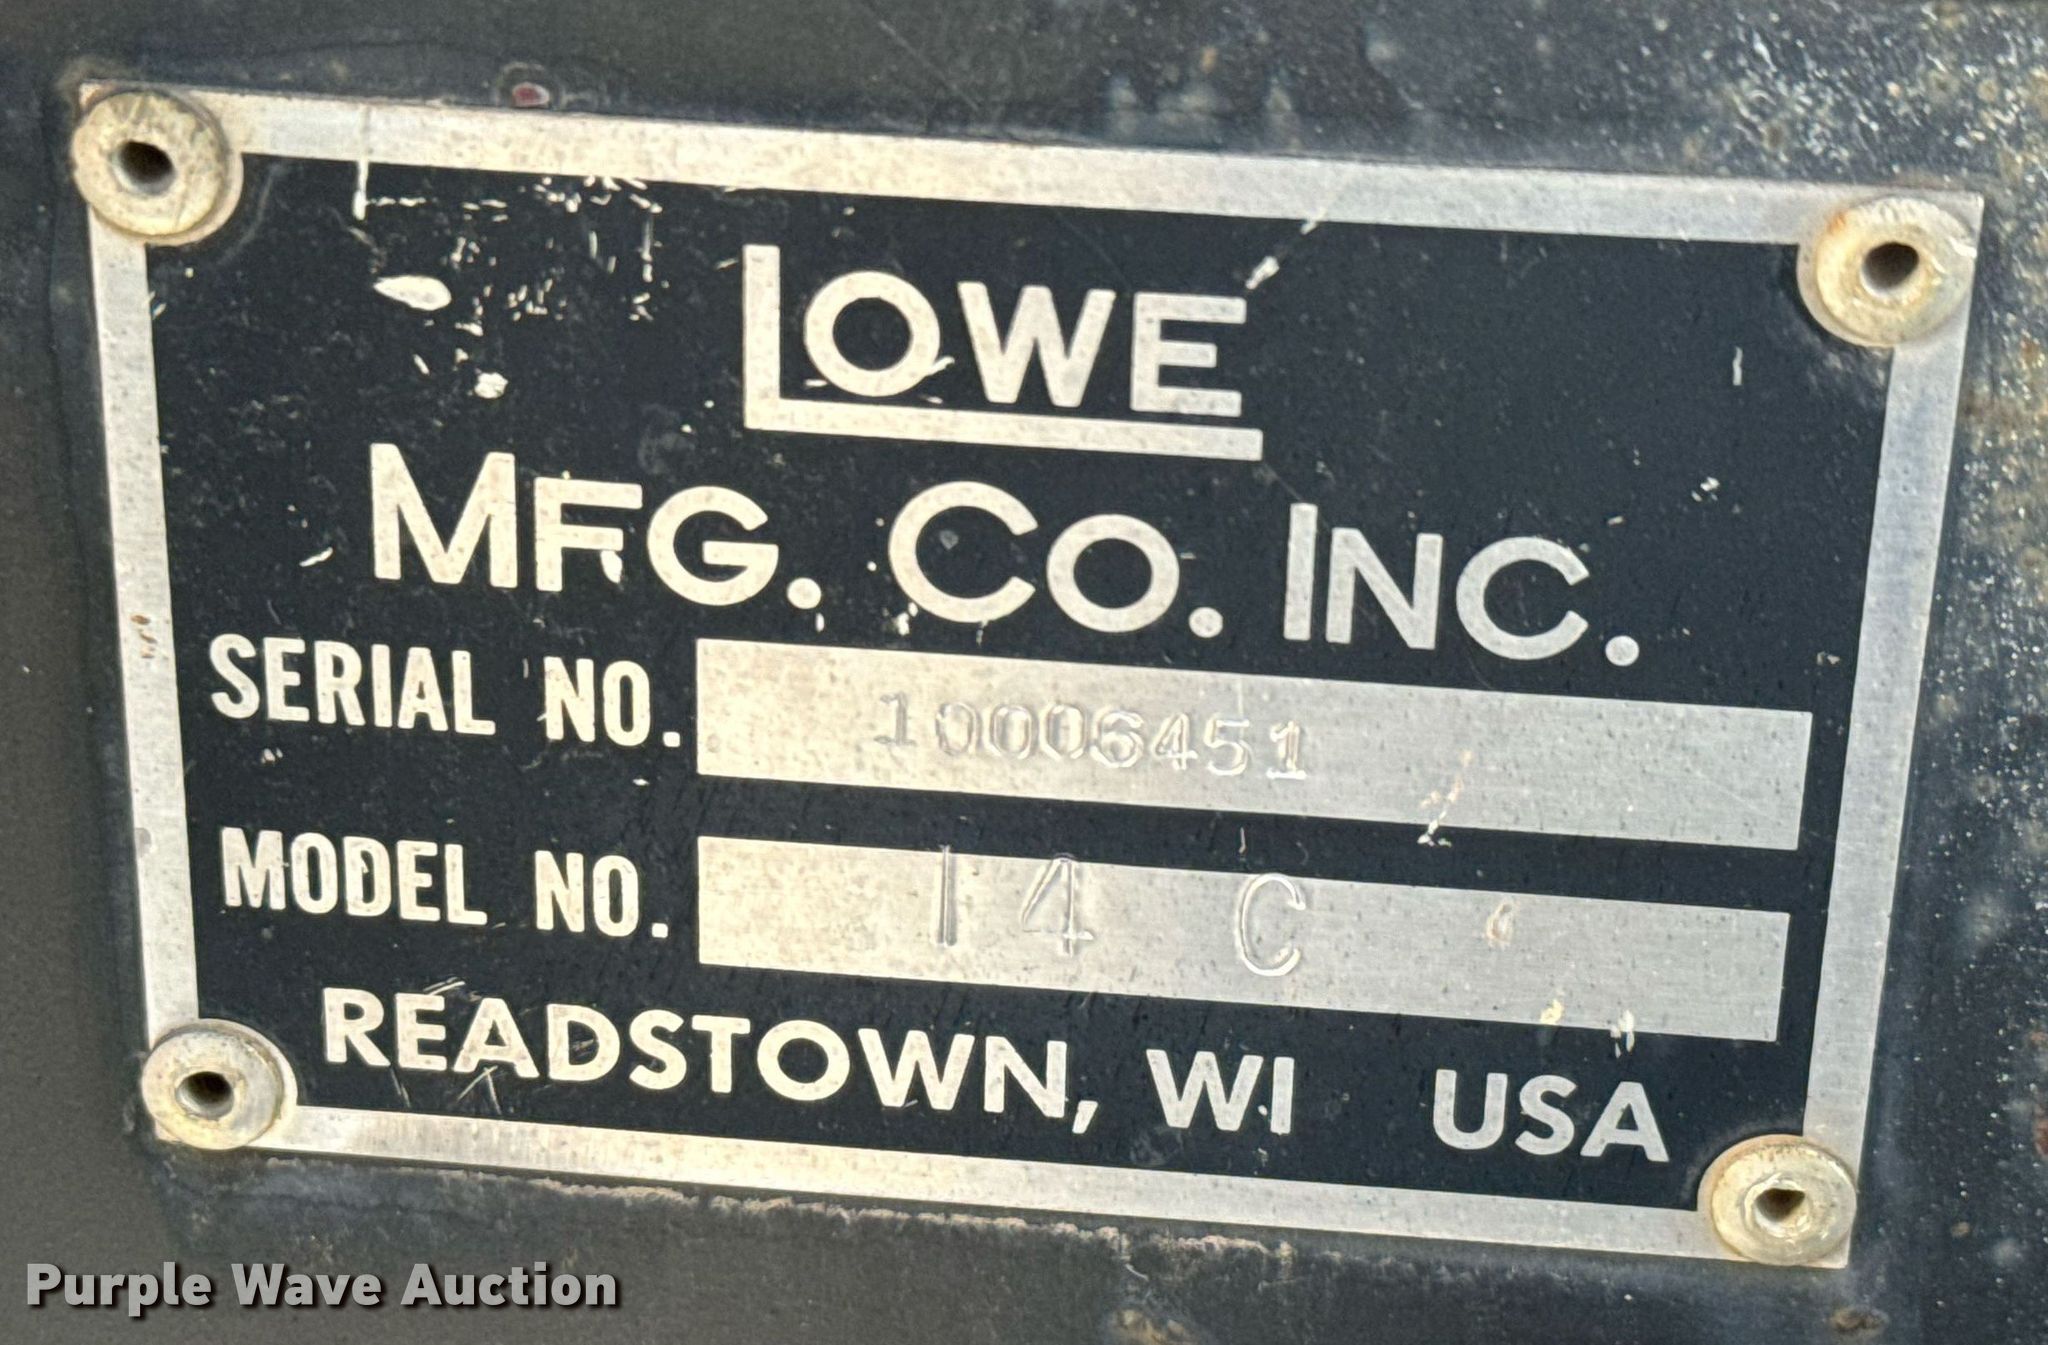 LOWE
MFG. CO. INC.
SERIAL NO. 10006451
MODEL NO. 14 C
READSTOWN, WI USA
Purple Wave Auction